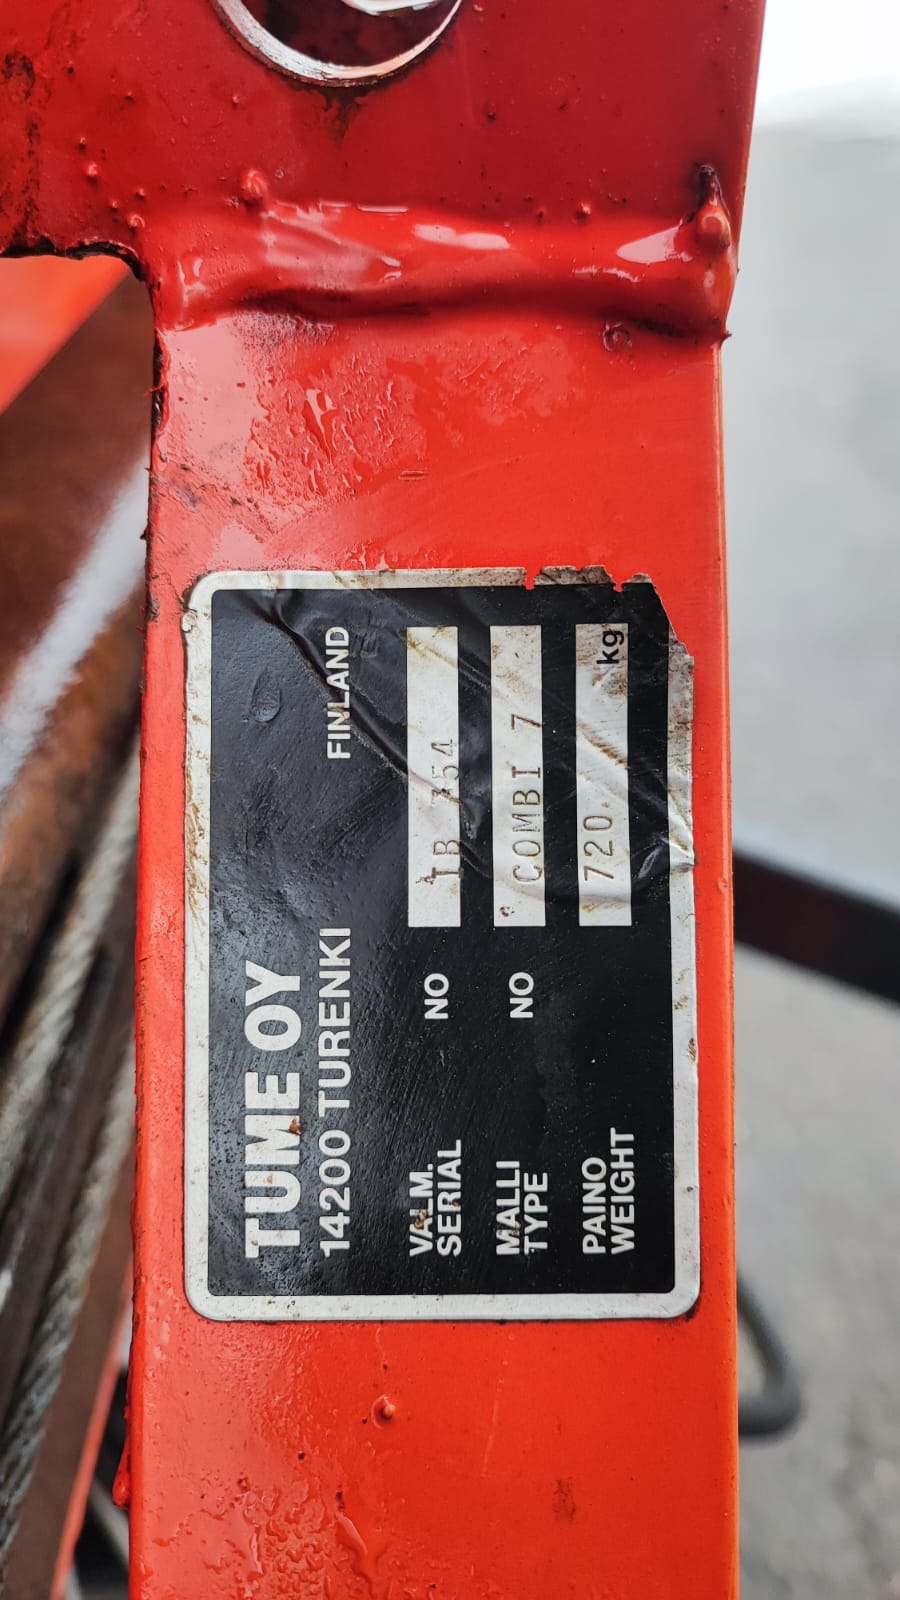 TUME OY
14200 TURENKI FINLAND
VALM. NO
SERIAL
MALLI NO COMBI 7
TYPE
PAINO 720. kg
WEIGHT